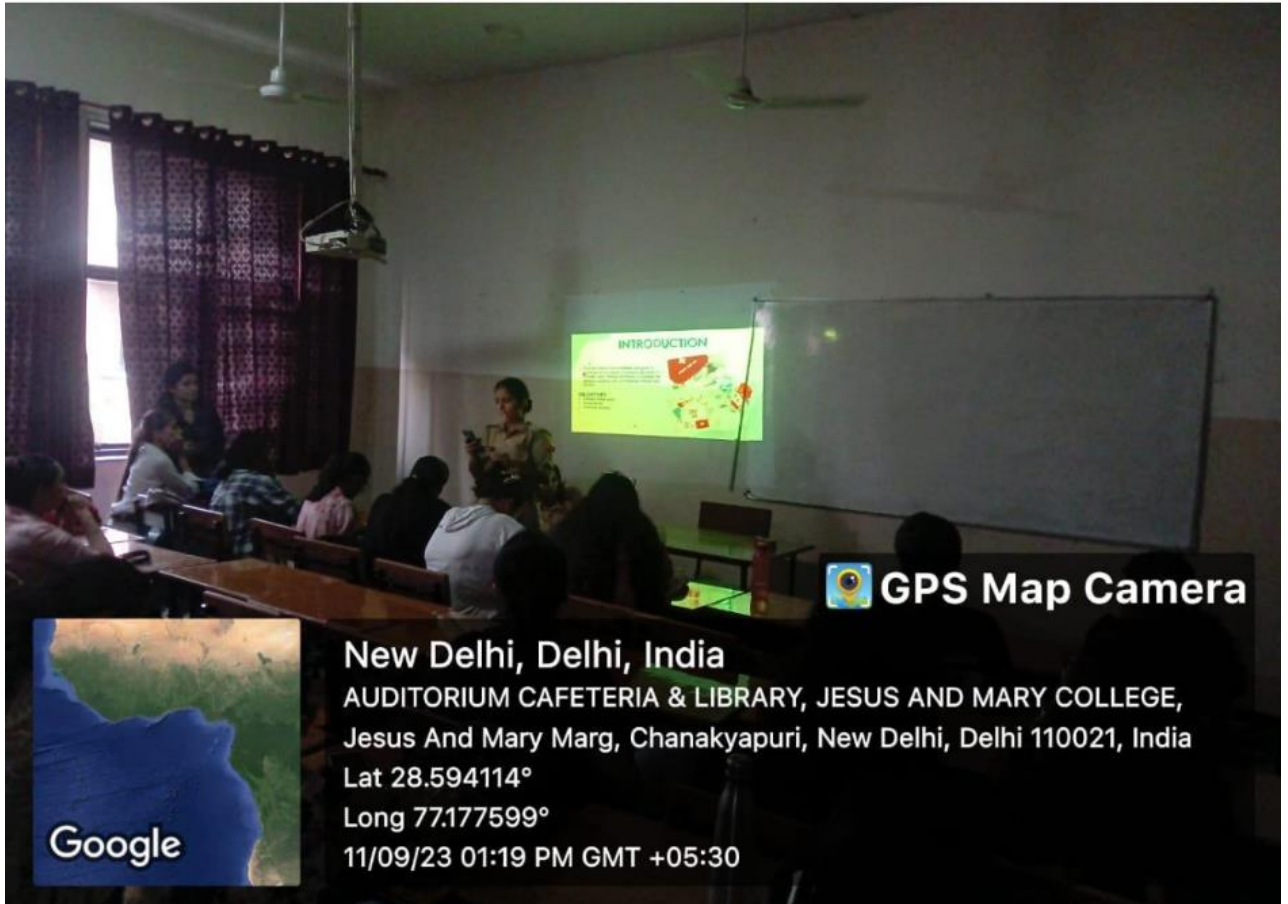 INTRODUCTION
GPS Map Camera
New Delhi, Delhi, India
AUDITORIUM CAFETERIA & LIBRARY, JESUS AND MARY COLLEGE,
Jesus And Mary Marg, Chanakyapuri, New Delhi, Delhi 110021, India
Lat 28.594114°
Long 77.177599°
11/09/23 01:19 PM GMT +05:30
Google